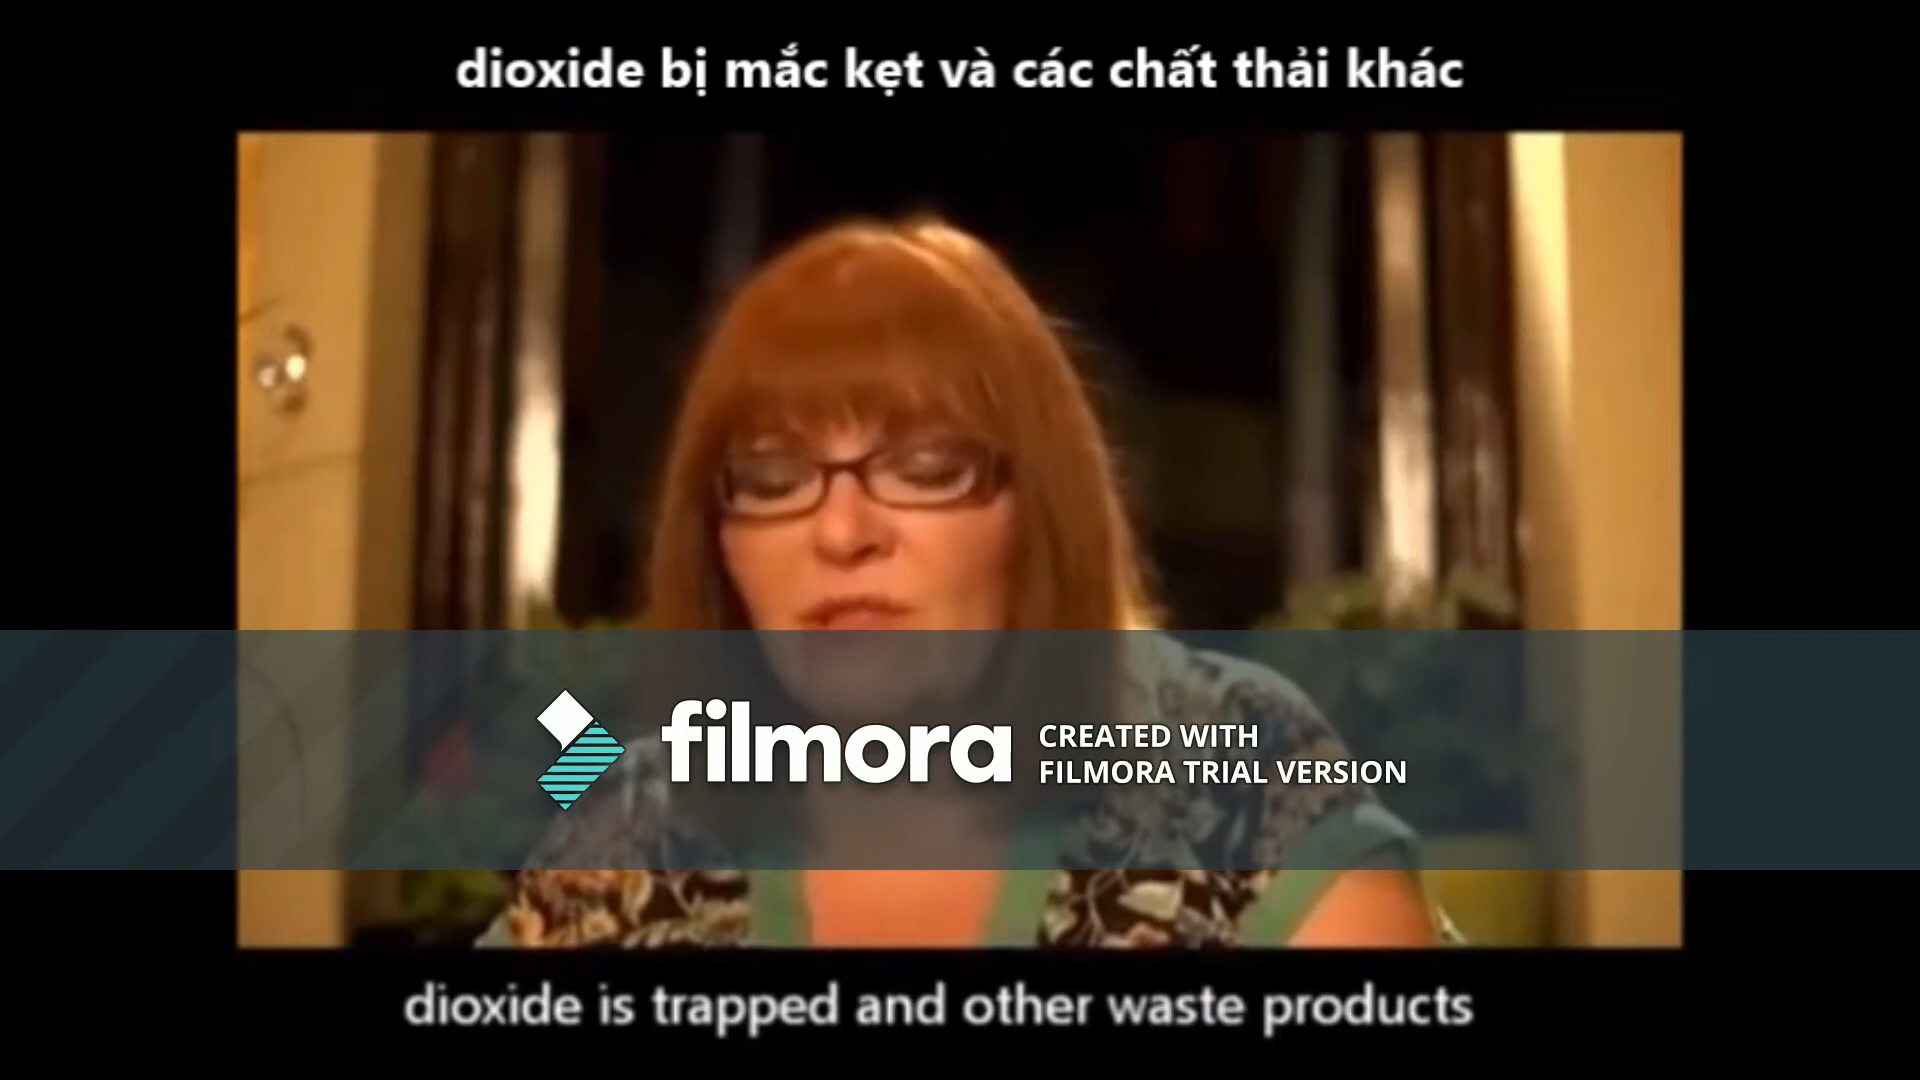 dioxide bị mắc kẹt và các chất thải khác
filmora
CREATED WITH
FILMORA TRIAL VERSION
dioxide is trapped and other waste products